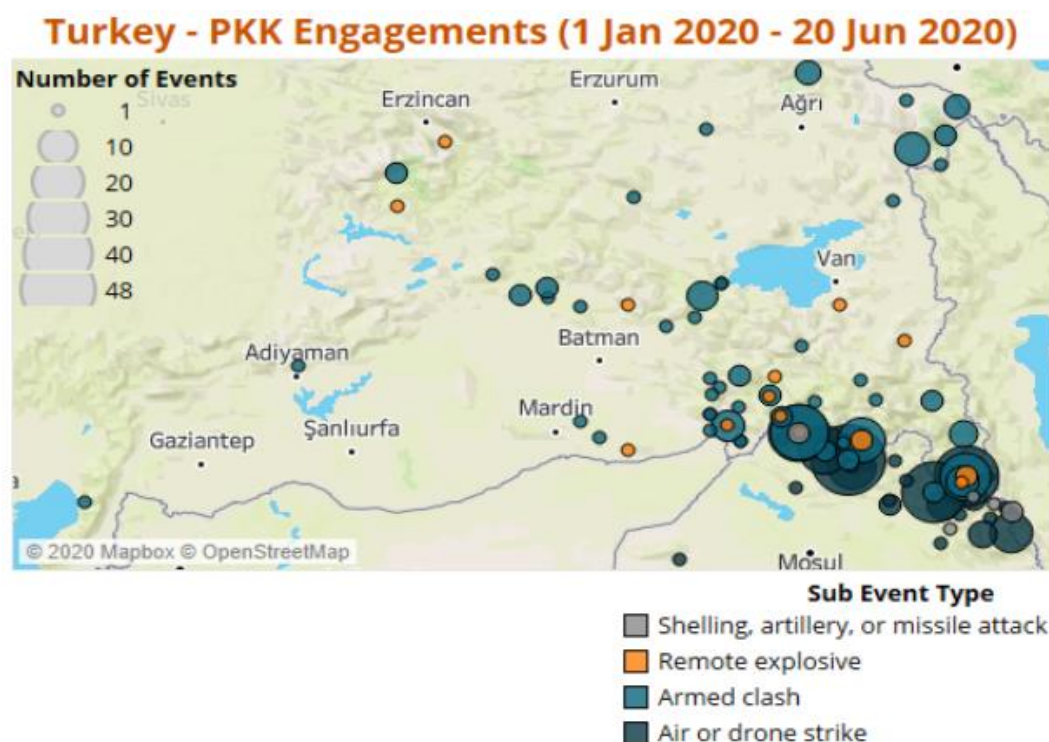 Turkey - PKK Engagements (1 Jan 2020 - 20 Jun 2020)
Number of Events
1
10
20
30
40
48
Sivas
Erzincan
Erzurum
Ağrı
Van
Batman
Adiyaman
Mardin
Şanlıurfa
Gaziantep
Mosul
© 2020 Mapbox © OpenStreetMap
Sub Event Type
Shelling, artillery, or missile attack
Remote explosive
Armed clash
Air or drone strike